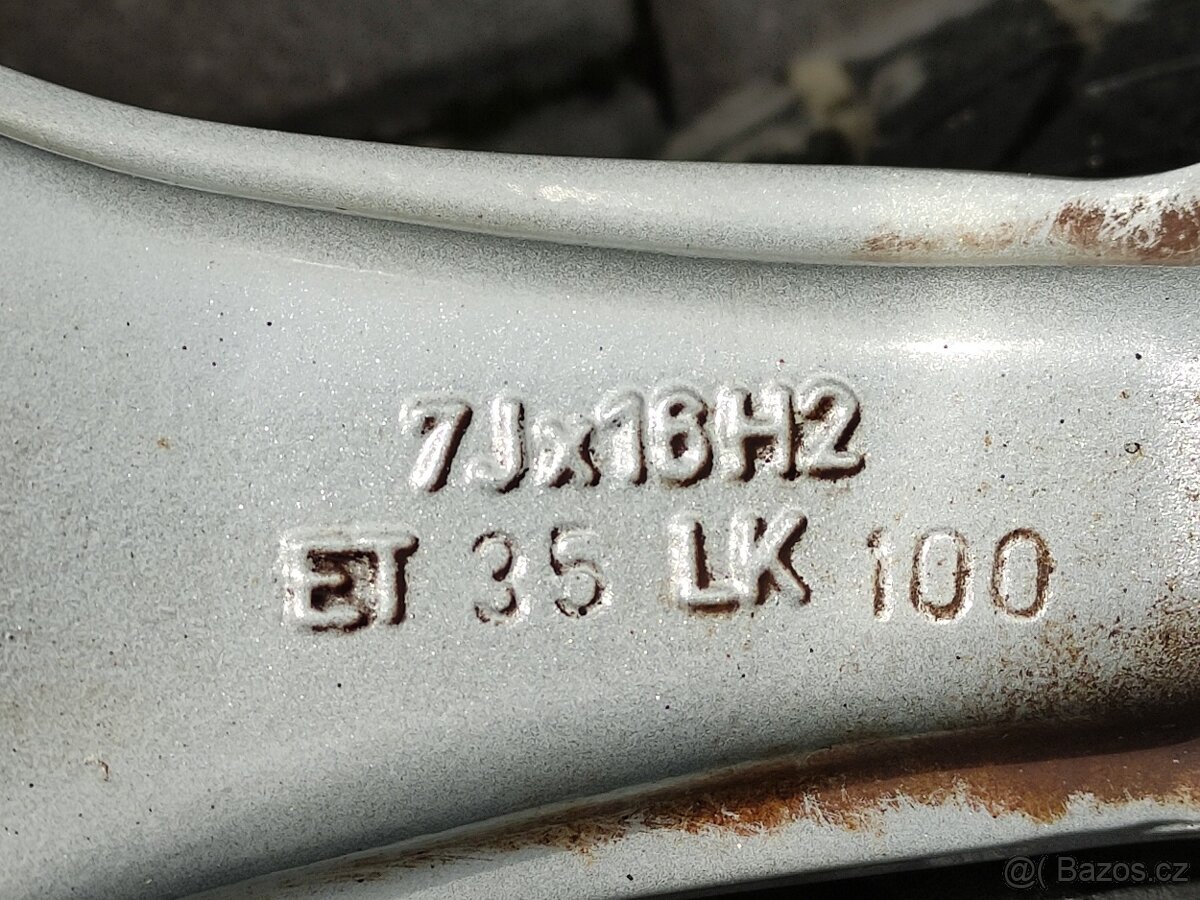 7Jx16H2
ET 35 LK 100
@( Bazos.cz